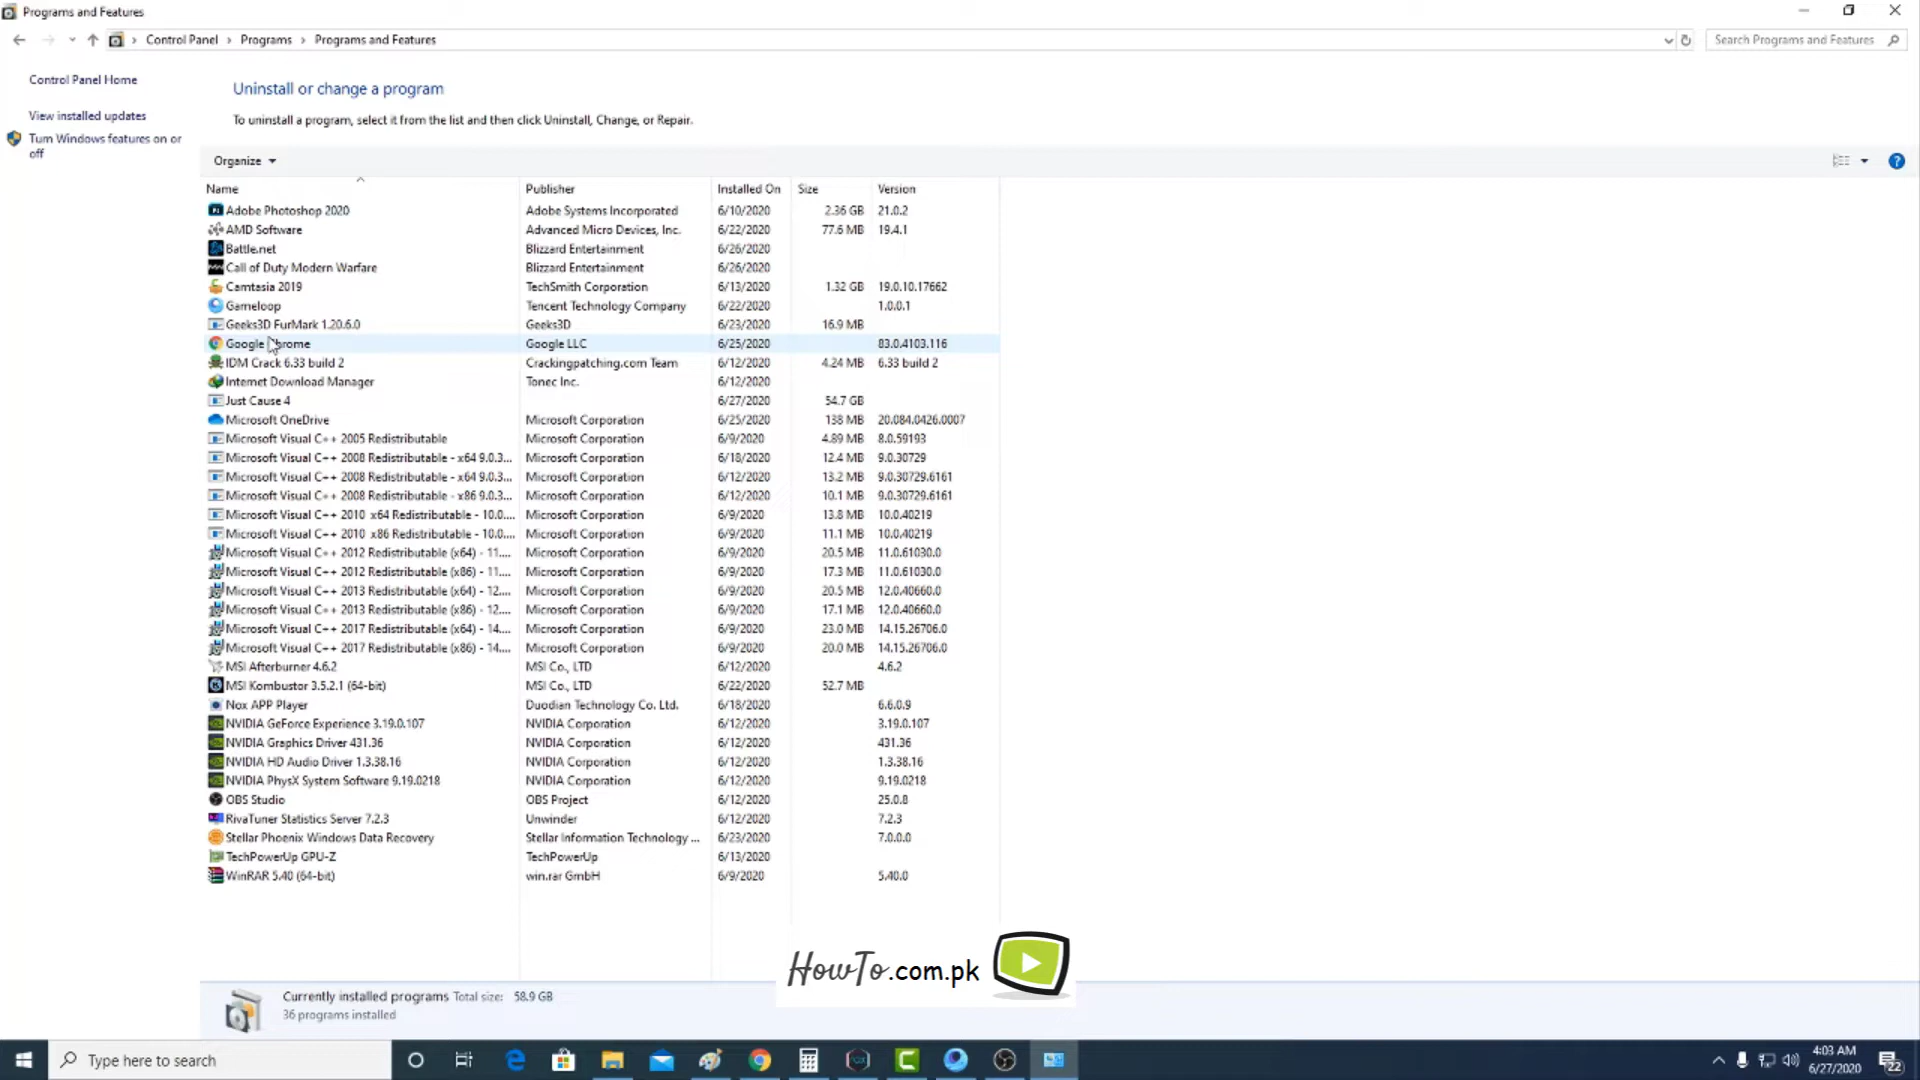 Programs and Features
Control Panel > Programs > Programs and Features
Search Programs and Features
Control Panel Home
View installed updates
Turn Windows features on or
off
Uninstall or change a program
To uninstall a program, select it from the list and then click Uninstall, Change, or Repair.
Organize
Name Publisher Installed On Size Version
Adobe Photoshop 2020 Adobe Systems Incorporated 6/10/2020 2.36 GB 21.0.2
AMD Software Advanced Micro Devices, Inc. 6/22/2020 77.6 MB 19.4.1
Battle.net Blizzard Entertainment 6/26/2020
Call of Duty Modern Warfare Blizzard Entertainment 6/26/2020
Camtasia 2019 TechSmith Corporation 6/13/2020 1.32 GB 19.0.10.17662
Gameloop Tencent Technology Company 6/22/2020 1.0.0.1
Geeks3D FurMark 1.20.6.0 Geeks3D 6/23/2020 16.9 MB
Google Chrome Google LLC 6/25/2020 83.0.4103.116
IDM Crack 6.33 build 2 Crackingpatching.com Team 6/12/2020 4.24 MB 6.33 build 2
Internet Download Manager Tonec Inc. 6/12/2020
Just Cause 4 6/27/2020 54.7 GB
Microsoft OneDrive Microsoft Corporation 6/25/2020 138 MB 20.084.0426.0007
Microsoft Visual C++ 2005 Redistributable Microsoft Corporation 6/9/2020 4.89 MB 8.0.59193
Microsoft Visual C++ 2008 Redistributable - x64 9.0.3... Microsoft Corporation 6/18/2020 12.4 MB 9.0.30729
Microsoft Visual C++ 2008 Redistributable - x64 9.0.3... Microsoft Corporation 6/12/2020 13.2 MB 9.0.30729.6161
Microsoft Visual C++ 2008 Redistributable - x86 9.0.3... Microsoft Corporation 6/12/2020 10.1 MB 9.0.30729.6161
Microsoft Visual C++ 2010 x64 Redistributable - 10.0.... Microsoft Corporation 6/9/2020 13.8 MB 10.0.40219
Microsoft Visual C++ 2010 x86 Redistributable - 10.0.... Microsoft Corporation 6/9/2020 11.1 MB 10.0.40219
Microsoft Visual C++ 2012 Redistributable (x64) - 11.... Microsoft Corporation 6/9/2020 20.5 MB 11.0.61030.0
Microsoft Visual C++ 2012 Redistributable (x86) - 11.... Microsoft Corporation 6/9/2020 17.3 MB 11.0.61030.0
Microsoft Visual C++ 2013 Redistributable (x64) - 12.... Microsoft Corporation 6/9/2020 20.5 MB 12.0.40660.0
Microsoft Visual C++ 2013 Redistributable (x86) - 12.... Microsoft Corporation 6/9/2020 17.1 MB 12.0.40660.0
Microsoft Visual C++ 2017 Redistributable (x64) - 14.... Microsoft Corporation 6/9/2020 23.0 MB 14.15.26706.0
Microsoft Visual C++ 2017 Redistributable (x86) - 14.... Microsoft Corporation 6/9/2020 20.0 MB 14.15.26706.0
MSI Afterburner 4.6.2 MSI Co., LTD 6/12/2020 4.6.2
MSI Kombustor 3.5.2.1 (64-bit) MSI Co., LTD 6/22/2020 52.7 MB
Nox APP Player Duodian Technology Co. Ltd. 6/18/2020 6.6.0.9
NVIDIA GeForce Experience 3.19.0.107 NVIDIA Corporation 6/12/2020 3.19.0.107
NVIDIA Graphics Driver 431.36 NVIDIA Corporation 6/12/2020 431.36
NVIDIA HD Audio Driver 1.3.38.16 NVIDIA Corporation 6/12/2020 1.3.38.16
NVIDIA PhysX System Software 9.19.0218 NVIDIA Corporation 6/12/2020 9.19.0218
OBS Studio OBS Project 6/12/2020 25.0.8
RivaTuner Statistics Server 7.2.3 Unwinder 6/12/2020 7.2.3
Stellar Phoenix Windows Data Recovery Stellar Information Technology ... 6/23/2020 7.0.0.0
TechPowerUp GPU-Z TechPowerUp 6/13/2020
WinRAR 5.40 (64-bit) win.rar GmbH 6/9/2020 5.40.0
HowTo.com.pk
Currently installed programs Total size: 58.9 GB
36 programs installed
Type here to search
4:03 AM
6/27/2020
22